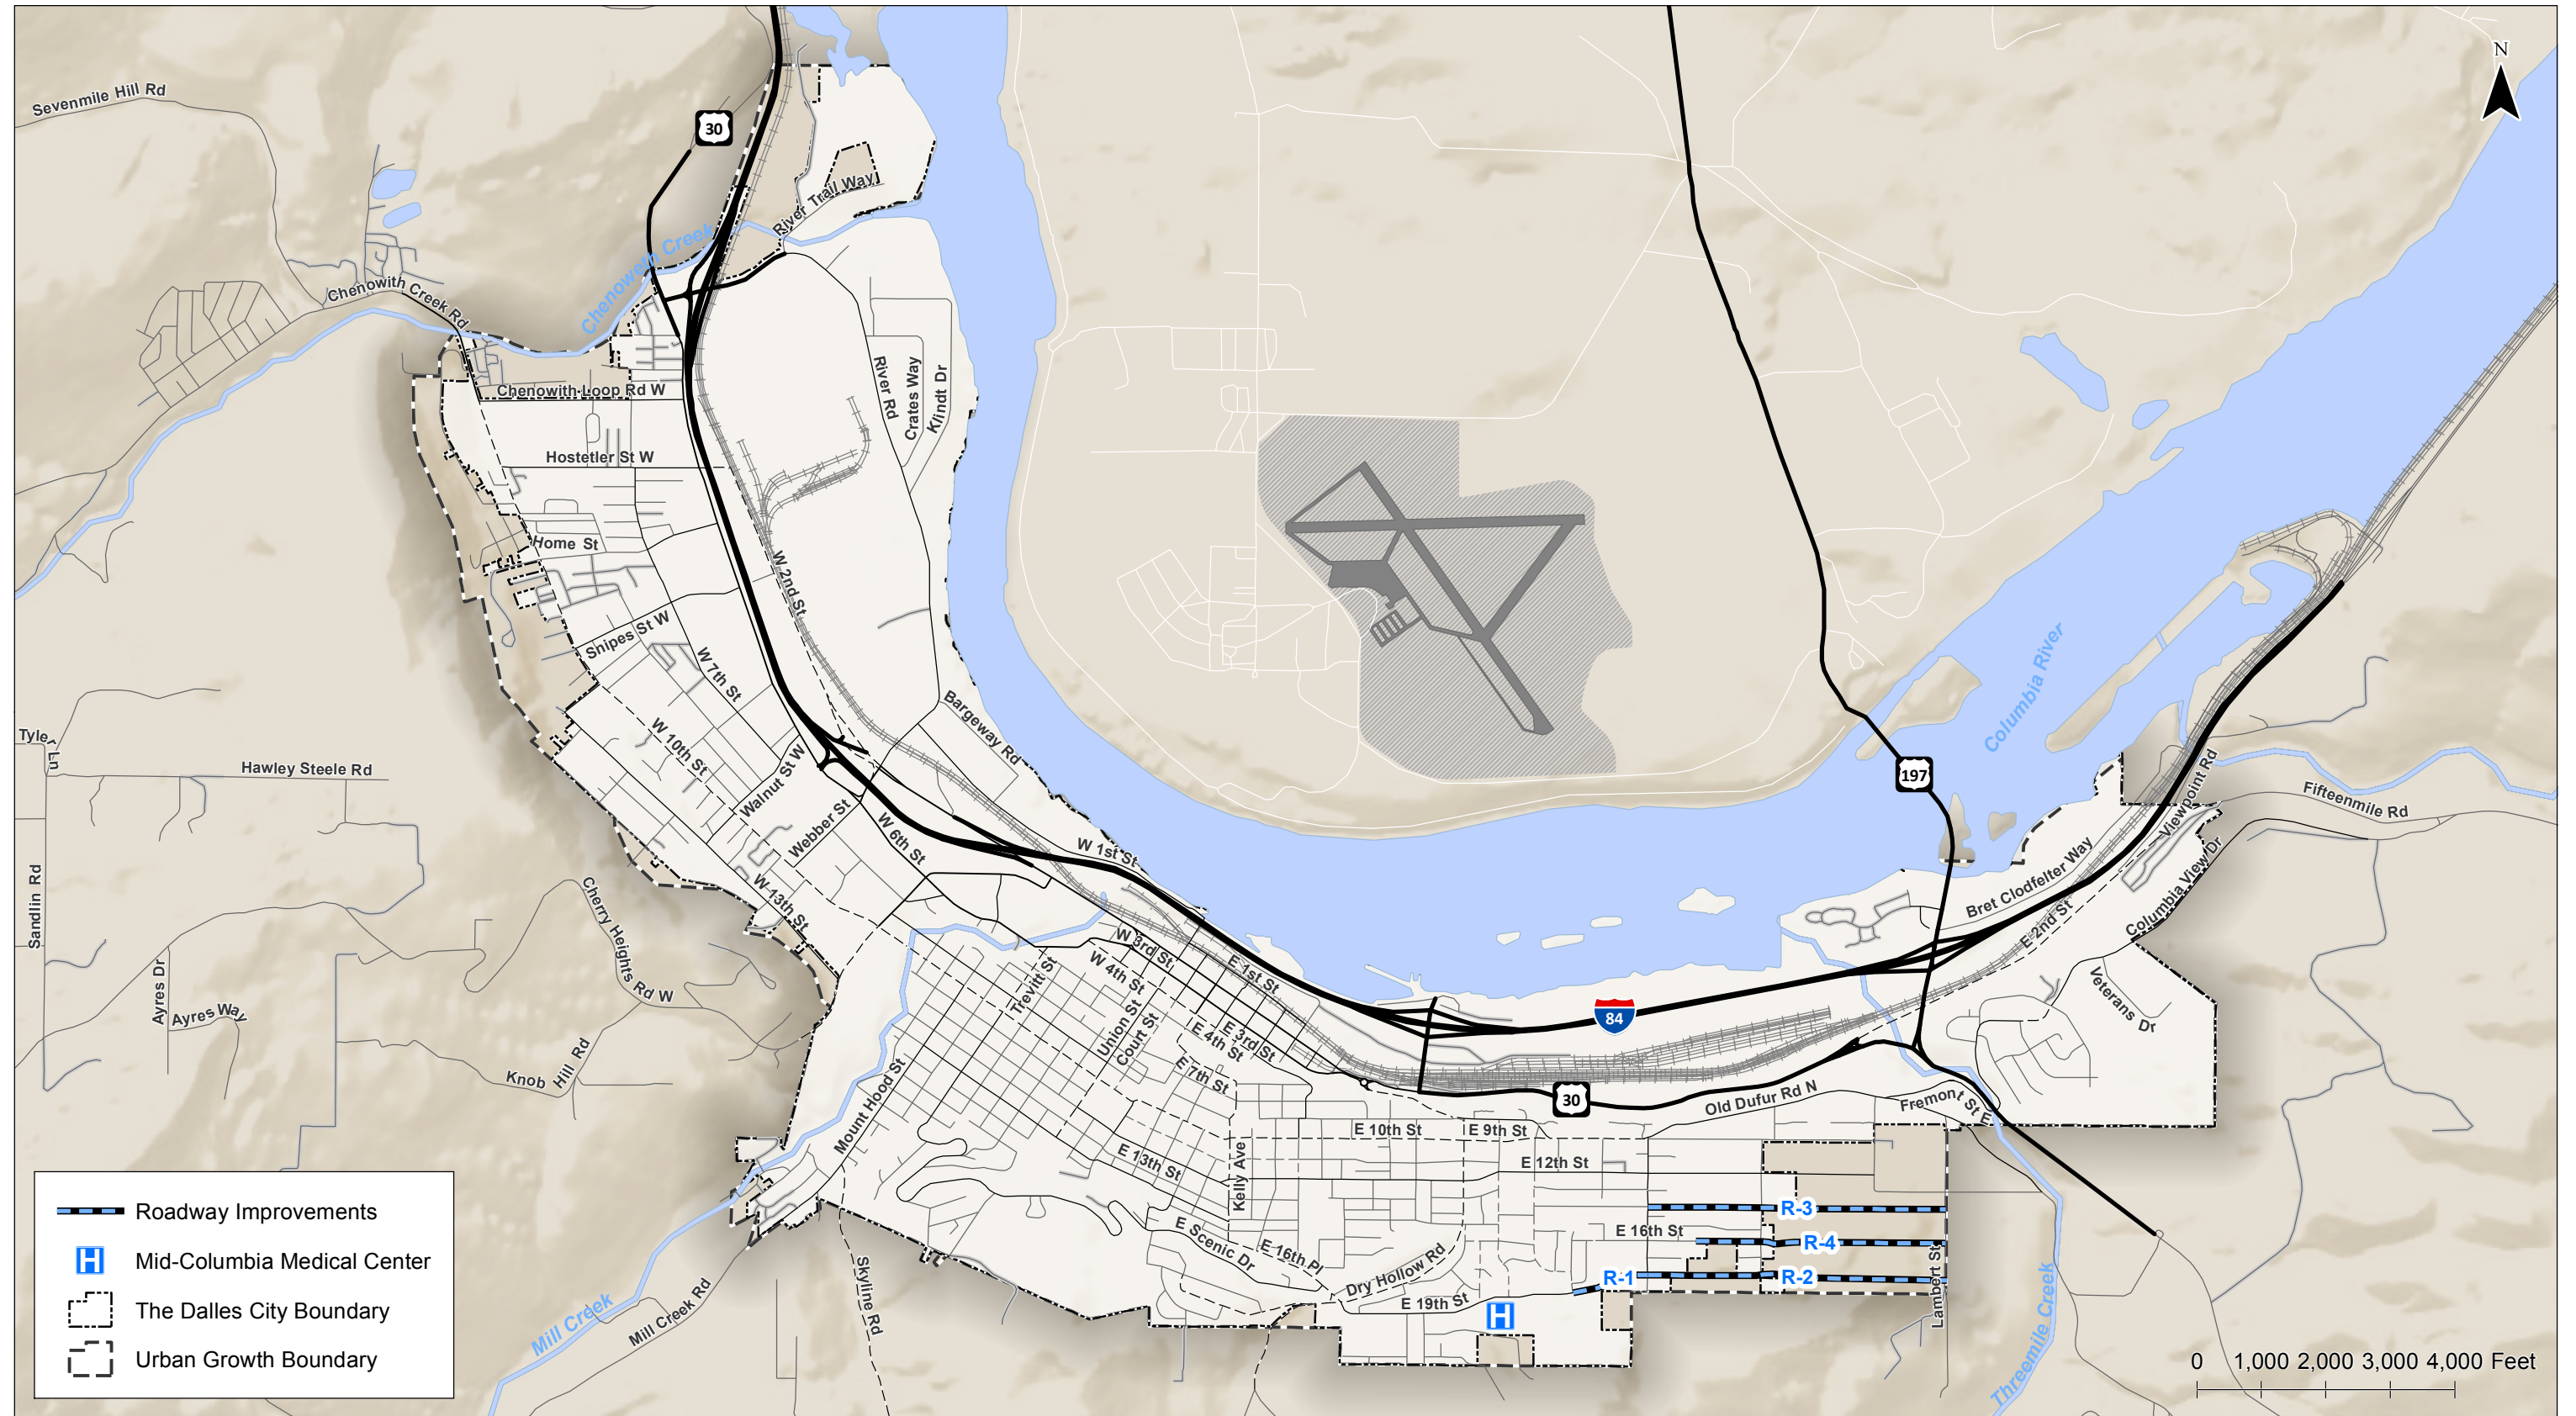 N
Sevenmile Hill Rd
30
River Trail Way
Chenoweth Creek
Chenowith Creek Rd
Chenowith Loop Rd W
River Rd
Crates Way
Klindt Dr
Hostetler St W
Home St
W 2nd St
Snipes St W
W 7th St
Bargeway Rd
W 10th St
Walnut St W
Webber St
W 6th St
W 1st St
W 13th St
Tyler Ln
Hawley Steele Rd
Sandlin Rd
Cherry Heights Rd W
Ayres Dr
Ayres Way
Knob Hill Rd
Columbia River
197
Viewpoint Rd
Fifteenmile Rd
Bret Clodfelter Way
Columbia View Dr
E 2nd St
Veterans Dr
W 3rd St
W 4th St
E 1st St
Trevitt St
Union St
Court St
E 3rd St
E 4th St
E 7th St
84
30
Old Dufur Rd N
Fremont St E
Mount Hood St
E 10th St
E 9th St
E 13th St
Kelly Ave
E 12th St
R-3
E 16th St
R-4
E Scenic Dr
E 16th Pl
Dry Hollow Rd
R-1
R-2
E 19th St
H
Lambert St
Threemile Creek
Skyline Rd
Mill Creek Rd
Mill Creek
Roadway Improvements
H
Mid-Columbia Medical Center
The Dalles City Boundary
Urban Growth Boundary
0 1,000 2,000 3,000 4,000 Feet